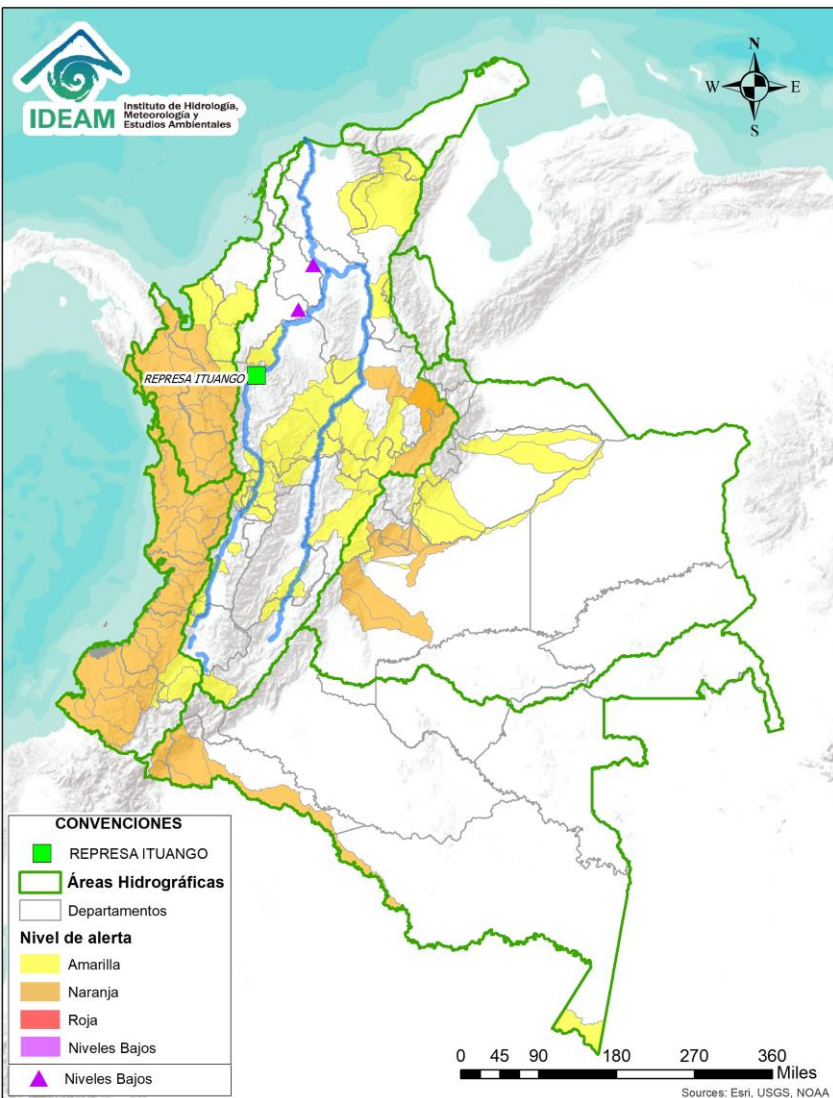 IDEAM
Instituto de Hidrología,
Meteorología y
Estudios Ambientales
N
W
E
S
REPRESA ITUANGO
CONVENCIONES
REPRESA ITUANGO
Áreas Hidrográficas
Departamentos
Nivel de alerta
Amarilla
Naranja
Roja
Niveles Bajos
Niveles Bajos
0 45 90 180 270 360
Miles
Sources: Esri, USGS, NOAA